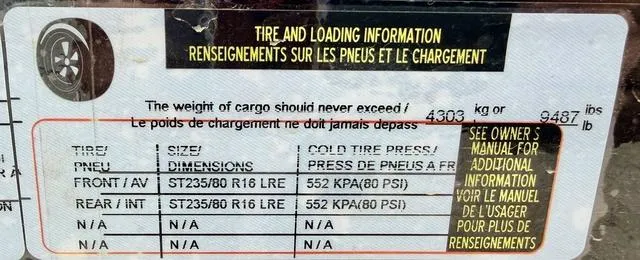 TIRE AND LOADING INFORMATION
RENSEIGNEMENTS SUR LES PNEUS ET LE CHARGEMENT
The weight of cargo should never exceed / 4303 kg or 9487 lbs
Le poids de chargement ne doit jamais depass lb
TIRE/ SIZE/ COLD TIRE PRESS/
PNEU DIMENSIONS PRESS DE PNEUS A FR
FRONT / AV ST235/80 R16 LRE 552 KPA(80 PSI)
REAR / INT ST235/80 R16 LRE 552 KPA(80 PSI)
N/A N/A N/A
N/A N/A N/A
SEE OWNER S
MANUAL FOR
ADDITIONAL
INFORMATION
VOIR LE MANUEL
DE L'USAGER
POUR PLUS DE
RENSEIGNEMENTS